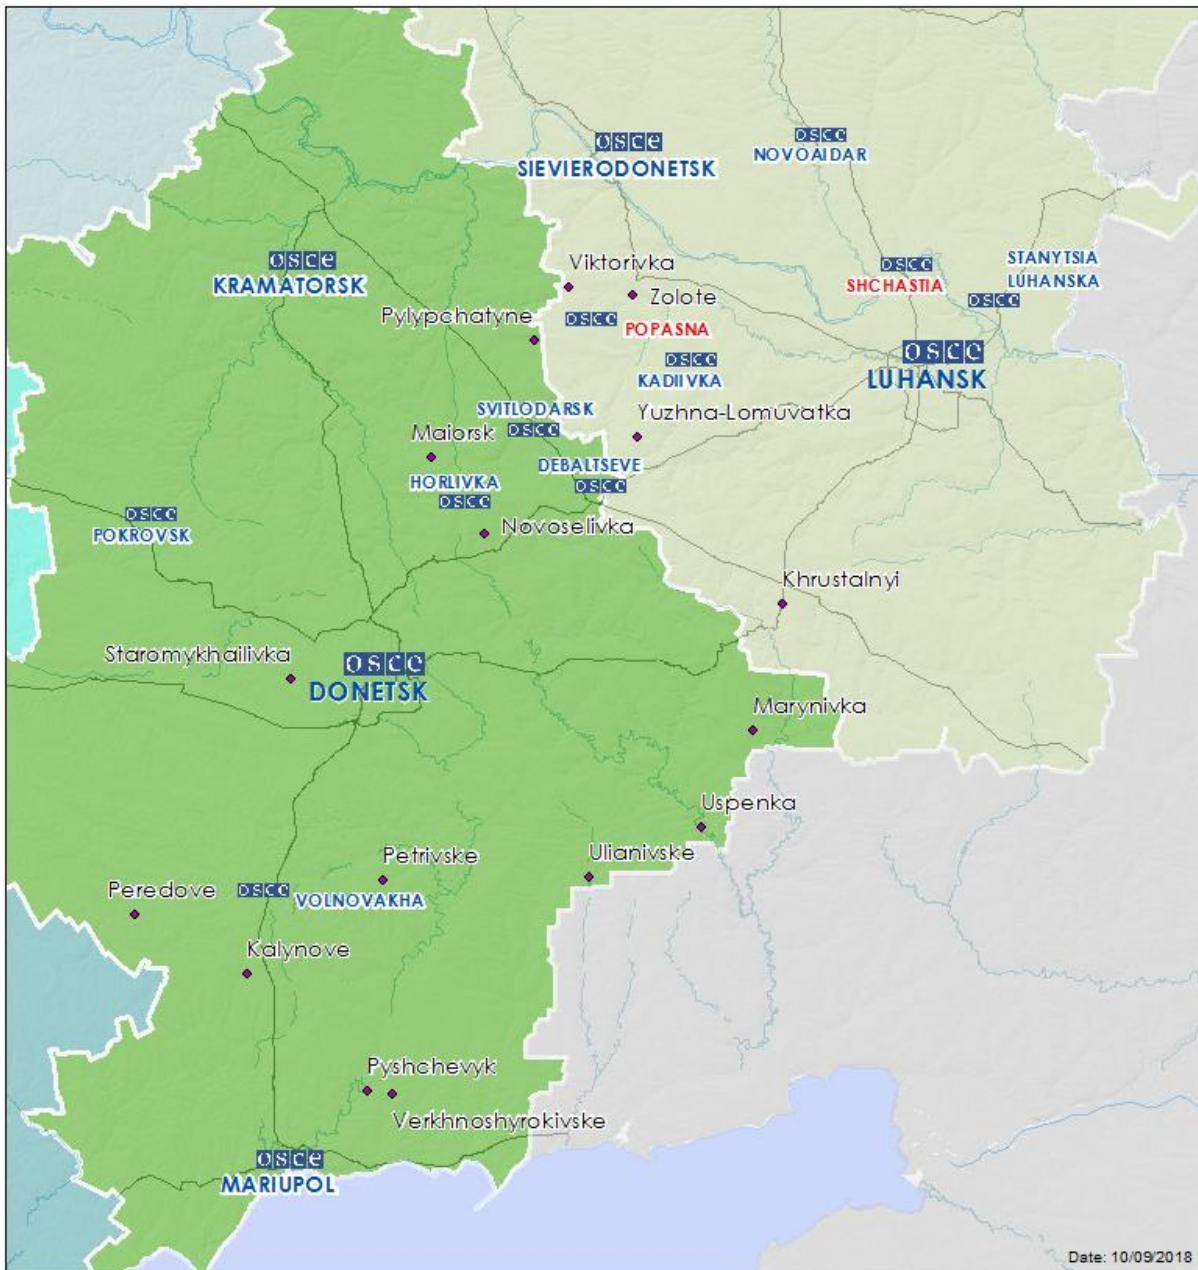 osce
SIEVIERODONETSK
osce
NOVOAIDAR
osce
KRAMATORSK
Viktorivka
Zolote
osce
SHCHASTIA
STANYTSIA
LUHANSKA
osce
Pylypchatyne
osce
POPASNA
osce
KADIIVKA
osce
LUHANSK
SVITLODARSK
osce
Yuzhna-Lomuvatka
Maiorsk
HORLIVKA
osce
DEBALTSEVE
osce
osce
POKROVSK
Novoselivka
Khrustalnyi
Staromykhailivka
osce
DONETSK
Marynivka
Uspenka
Petrivske
Ulianivske
Peredove
osce
VOLNOVAKHA
Kalynove
Pyshchevyk
Verkhnoshyrokivske
osce
MARIUPOL
Date: 10/09/2018